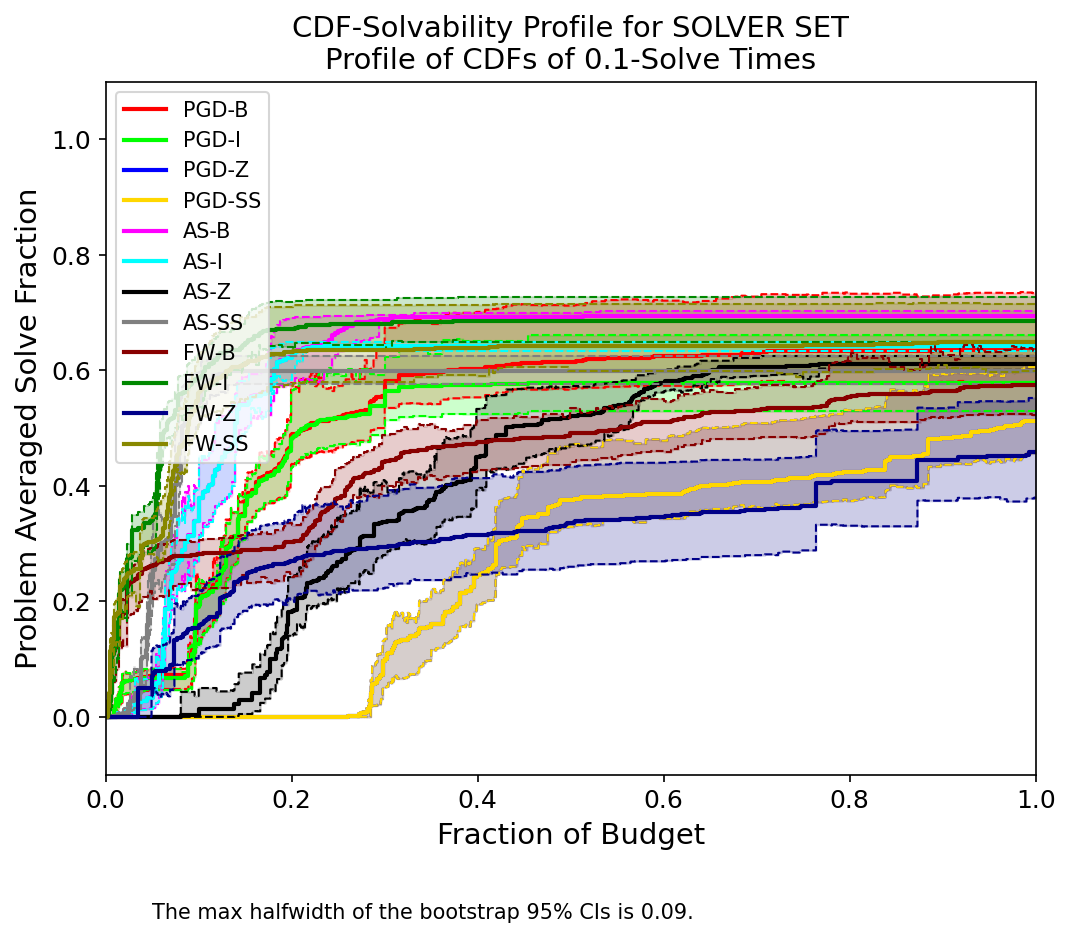 CDF-Solvability Profile for SOLVER SET
Profile of CDFs of 0.1-Solve Times
PGD-B
PGD-I
PGD-Z
PGD-SS
AS-B
AS-I
AS-Z
AS-SS
FW-B
FW-I
FW-Z
FW-SS
Problem Averaged Solve Fraction
1.0
0.8
0.6
0.4
0.2
0.0
0.0 0.2 0.4 0.6 0.8 1.0
Fraction of Budget
The max halfwidth of the bootstrap 95% CIs is 0.09.